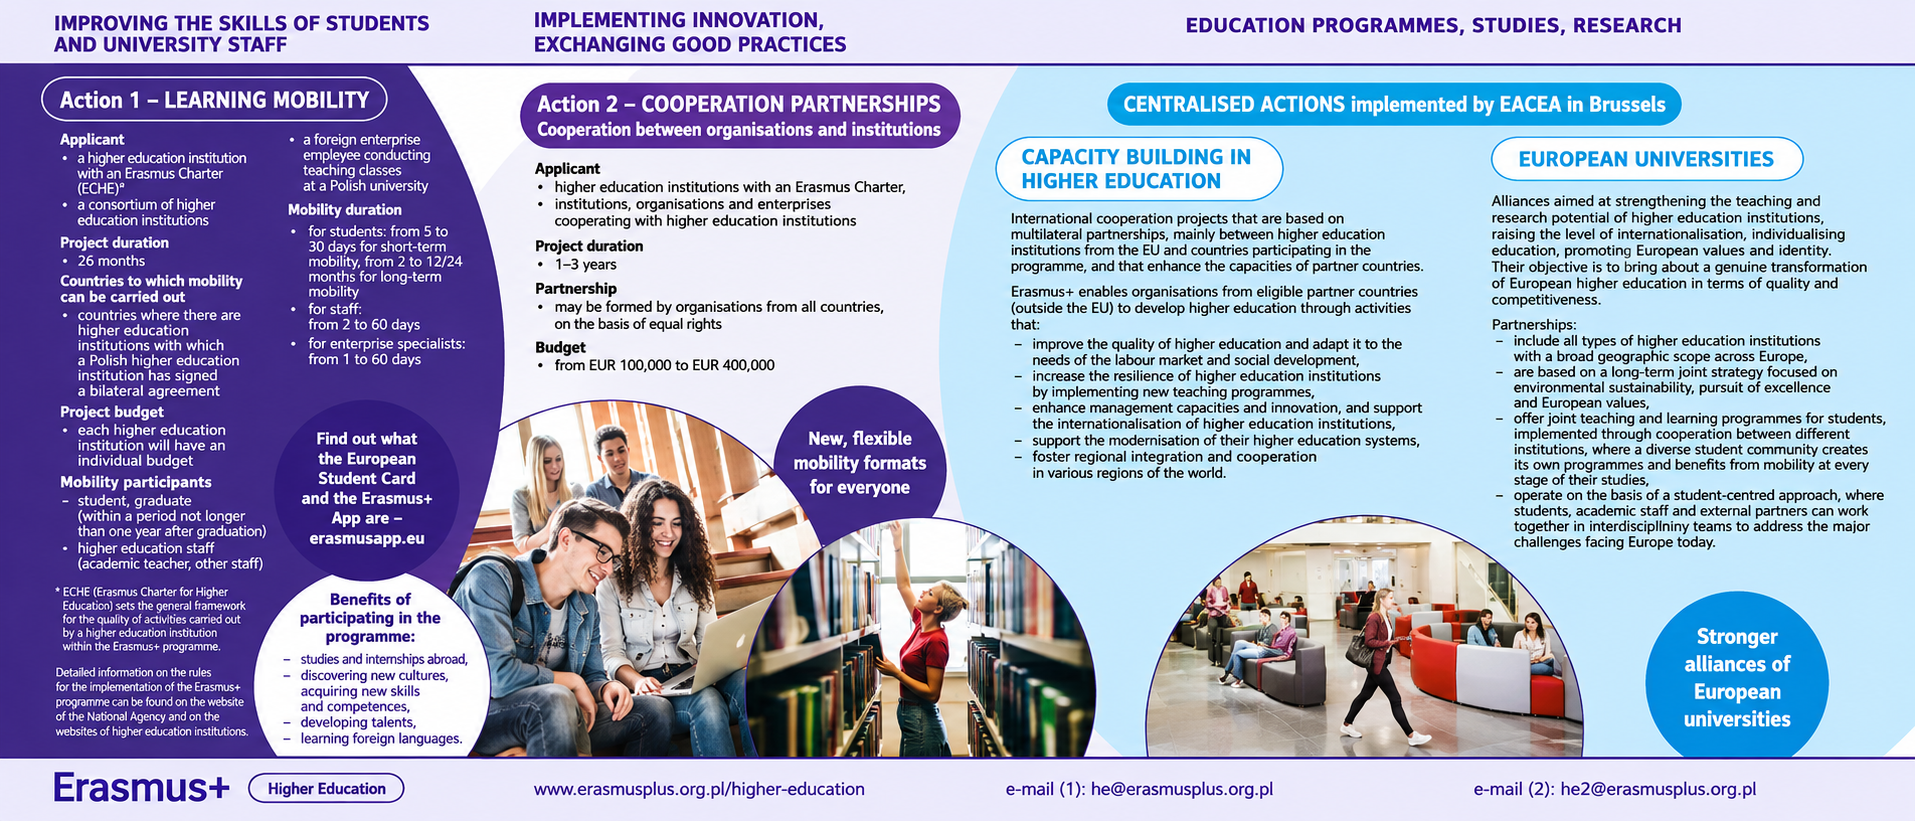 IMPROVING THE SKILLS OF STUDENTS
AND UNIVERSITY STAFF
Action 1 – LEARNING MOBILITY
Applicant
• a higher education institution
with an Erasmus Charter
(ECHE)*
• a consortium of higher
education institutions
Project duration
• 26 months
Countries to which mobility
can be carried out
• countries where there are
higher education
institutions with which
a Polish higher education
institution has signed
a bilateral agreement
Project budget
• each higher education
institution will have an
individual budget
Mobility participants
– student, graduate
(within a period not longer
than one year after graduation)
• higher education staff
(academic teacher, other staff)
* ECHE (Erasmus Charter for Higher
Education) sets the general framework
for the quality of activities carried out
by a higher education institution
within the Erasmus+ programme.
Detailed information on the rules
for the implementation of the Erasmus+
programme can be found on the website
of the National Agency and on the
websites of higher education institutions.
• a foreign enterprise
employee conducting
teaching classes
at a Polish university
Mobility duration
• for students: from 5 to
30 days for short-term
mobility, from 2 to 12/24
months for long-term
mobility
• for staff:
from 2 to 60 days
• for enterprise specialists:
from 1 to 60 days
Find out what
the European
Student Card
and the Erasmus+
App are –
erasmusapp.eu
Benefits of
participating in the
programme:
– studies and internships abroad,
– discovering new cultures,
acquiring new skills
and competences,
– developing talents,
– learning foreign languages.
IMPLEMENTING INNOVATION,
EXCHANGING GOOD PRACTICES
Action 2 – COOPERATION PARTNERSHIPS
Cooperation between organisations and institutions
Applicant
• higher education institutions with an Erasmus Charter,
• institutions, organisations and enterprises
cooperating with higher education institutions
Project duration
• 1–3 years
Partnership
• may be formed by organisations from all countries,
on the basis of equal rights
Budget
• from EUR 100,000 to EUR 400,000
New, flexible
mobility formats
for everyone
EDUCATION PROGRAMMES, STUDIES, RESEARCH
CENTRALISED ACTIONS implemented by EACEA in Brussels
CAPACITY BUILDING IN
HIGHER EDUCATION
International cooperation projects that are based on
multilateral partnerships, mainly between higher education
institutions from the EU and countries participating in the
programme, and that enhance the capacities of partner countries.
Erasmus+ enables organisations from eligible partner countries
(outside the EU) to develop higher education through activities
that:
– improve the quality of higher education and adapt it to the
needs of the labour market and social development,
– increase the resilience of higher education institutions
by implementing new teaching programmes,
– enhance management capacities and innovation, and support
the internationalisation of higher education institutions,
– support the modernisation of their higher education systems,
– foster regional integration and cooperation
in various regions of the world.
EUROPEAN UNIVERSITIES
Alliances aimed at strengthening the teaching and
research potential of higher education institutions,
raising the level of internationalisation, individualising
education, promoting European values and identity.
Their objective is to bring about a genuine transformation
of European higher education in terms of quality and
competitiveness.
Partnerships:
– include all types of higher education institutions
with a broad geographic scope across Europe,
– are based on a long-term joint strategy focused on
environmental sustainability, pursuit of excellence
and European values,
– offer joint teaching and learning programmes for students,
implemented through cooperation between different
institutions, where a diverse student community creates
its own programmes and benefits from mobility at every
stage of their studies,
– operate on the basis of a student-centred approach, where
students, academic staff and external partners can work
together in interdiscipllniny teams to address the major
challenges facing Europe today.
Stronger
alliances of
European
universities
Erasmus+
Higher Education
www.erasmusplus.org.pl/higher-education
e-mail (1): he@erasmusplus.org.pl
e-mail (2): he2@erasmusplus.org.pl